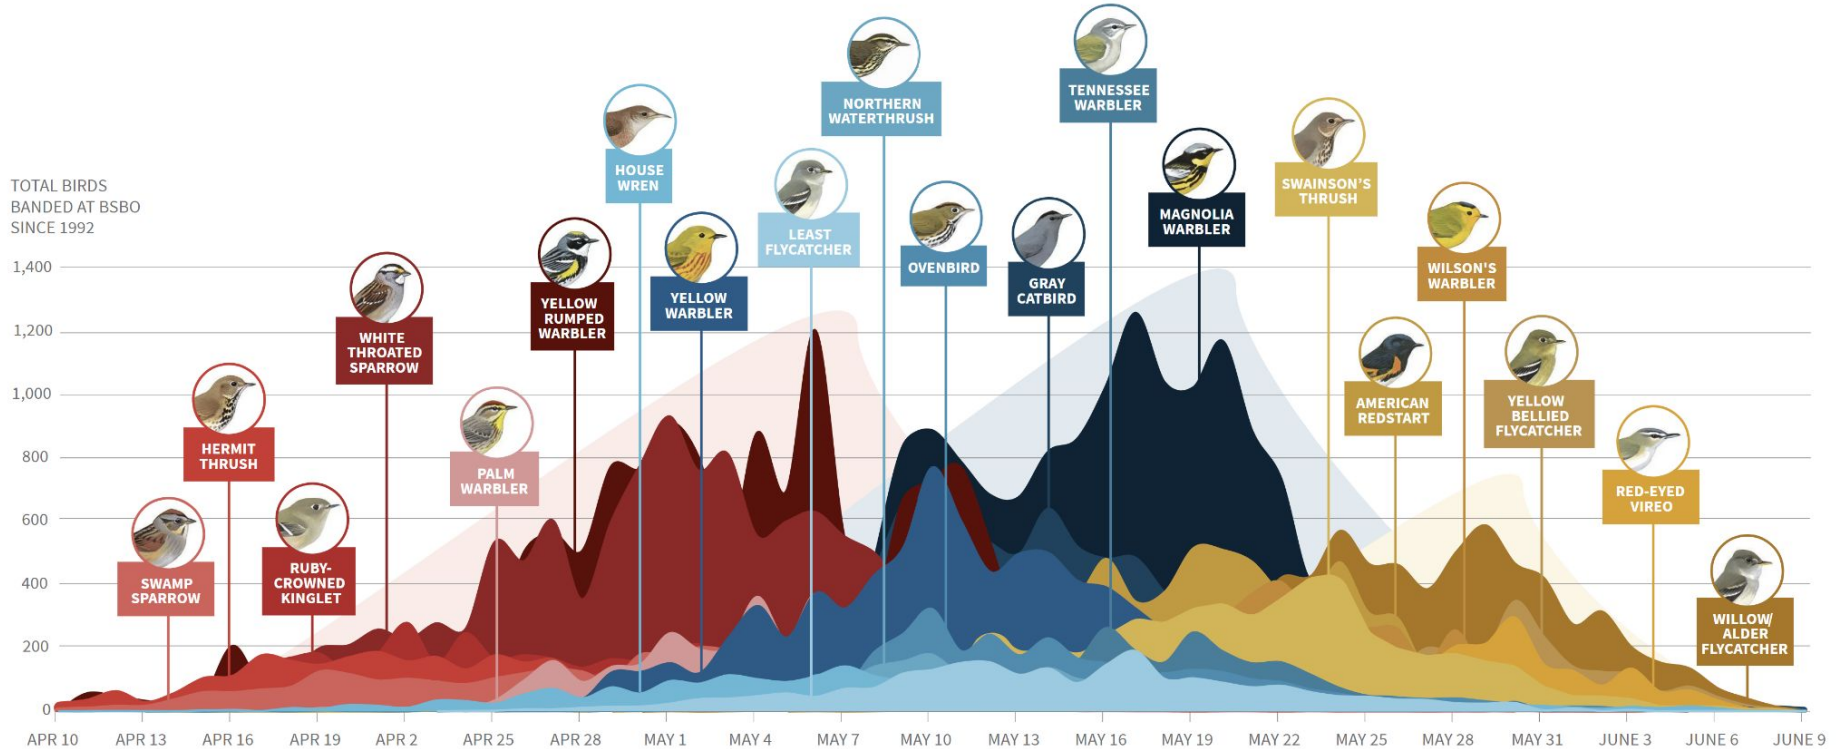 TOTAL BIRDS
BANDED AT BSBO
SINCE 1992
1,400
1,200
1,000
800
600
400
200
0
SWAMP
SPARROW
HERMIT
THRUSH
RUBY-
CROWNED
KINGLET
WHITE
THROATED
SPARROW
PALM
WARBLER
YELLOW
RUMPED
WARBLER
HOUSE
WREN
YELLOW
WARBLER
LEAST
FLYCATCHER
NORTHERN
WATERTHRUSH
OVENBIRD
GRAY
CATBIRD
TENNESSEE
WARBLER
MAGNOLIA
WARBLER
SWAINSON'S
THRUSH
AMERICAN
REDSTART
WILSON'S
WARBLER
YELLOW
BELLIED
FLYCATCHER
RED-EYED
VIREO
WILLOW/
ALDER
FLYCATCHER
APR 10
APR 13
APR 16
APR 19
APR 2
APR 25
APR 28
MAY 1
MAY 4
MAY 7
MAY 10
MAY 13
MAY 16
MAY 19
MAY 22
MAY 25
MAY 28
MAY 31
JUNE 3
JUNE 6
JUNE 9